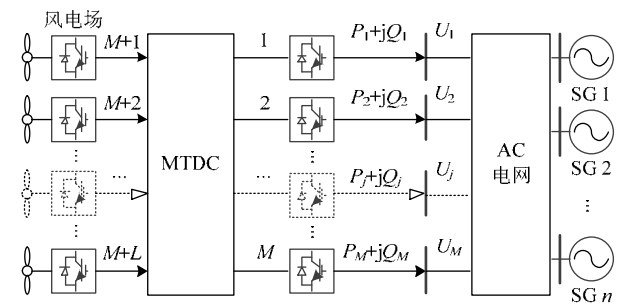 风电场
M+1
1
P1+jQ1
U1
SG 1
M+2
2
P2+jQ2
U2
SG 2
⋮
MTDC
⋮
AC
电网
...
...
Pj+jQj
Uj
⋮
⋮
⋮
M+L
M
PM+jQM
UM
SG n